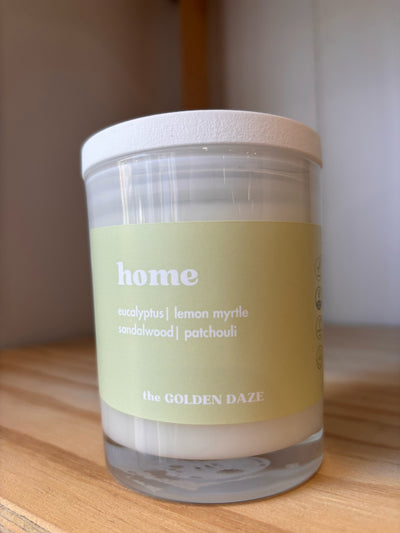 home
eucalyptus| lemon myrtle
sandalwood| patchouli
the GOLDEN DAZE